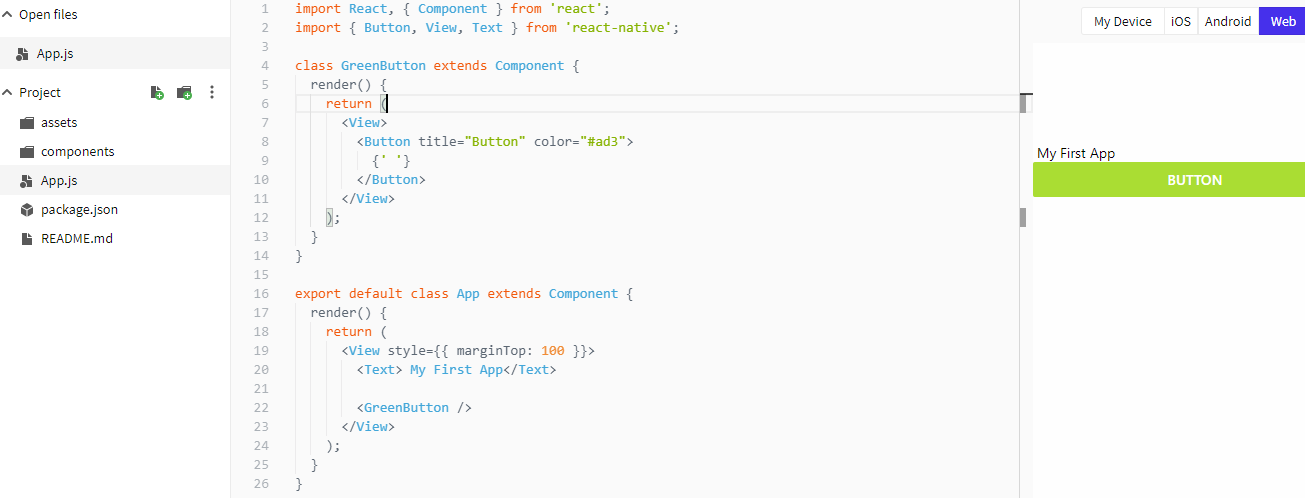 Open files
App.js
Project
assets
components
App.js
package.json
README.md
1 import React, { Component } from 'react';
2 import { Button, View, Text } from 'react-native';
3
4 class GreenButton extends Component {
5 render() {
6 return (
7 <View>
8 <Button title="Button" color="#ad3">
9 {' '}
10 </Button>
11 </View>
12 );
13 }
14 }
15
16 export default class App extends Component {
17 render() {
18 return (
19 <View style={{ marginTop: 100 }}>
20 <Text> My First App</Text>
21
22 <GreenButton />
23 </View>
24 );
25 }
26 }
My Device iOS Android Web
My First App
BUTTON